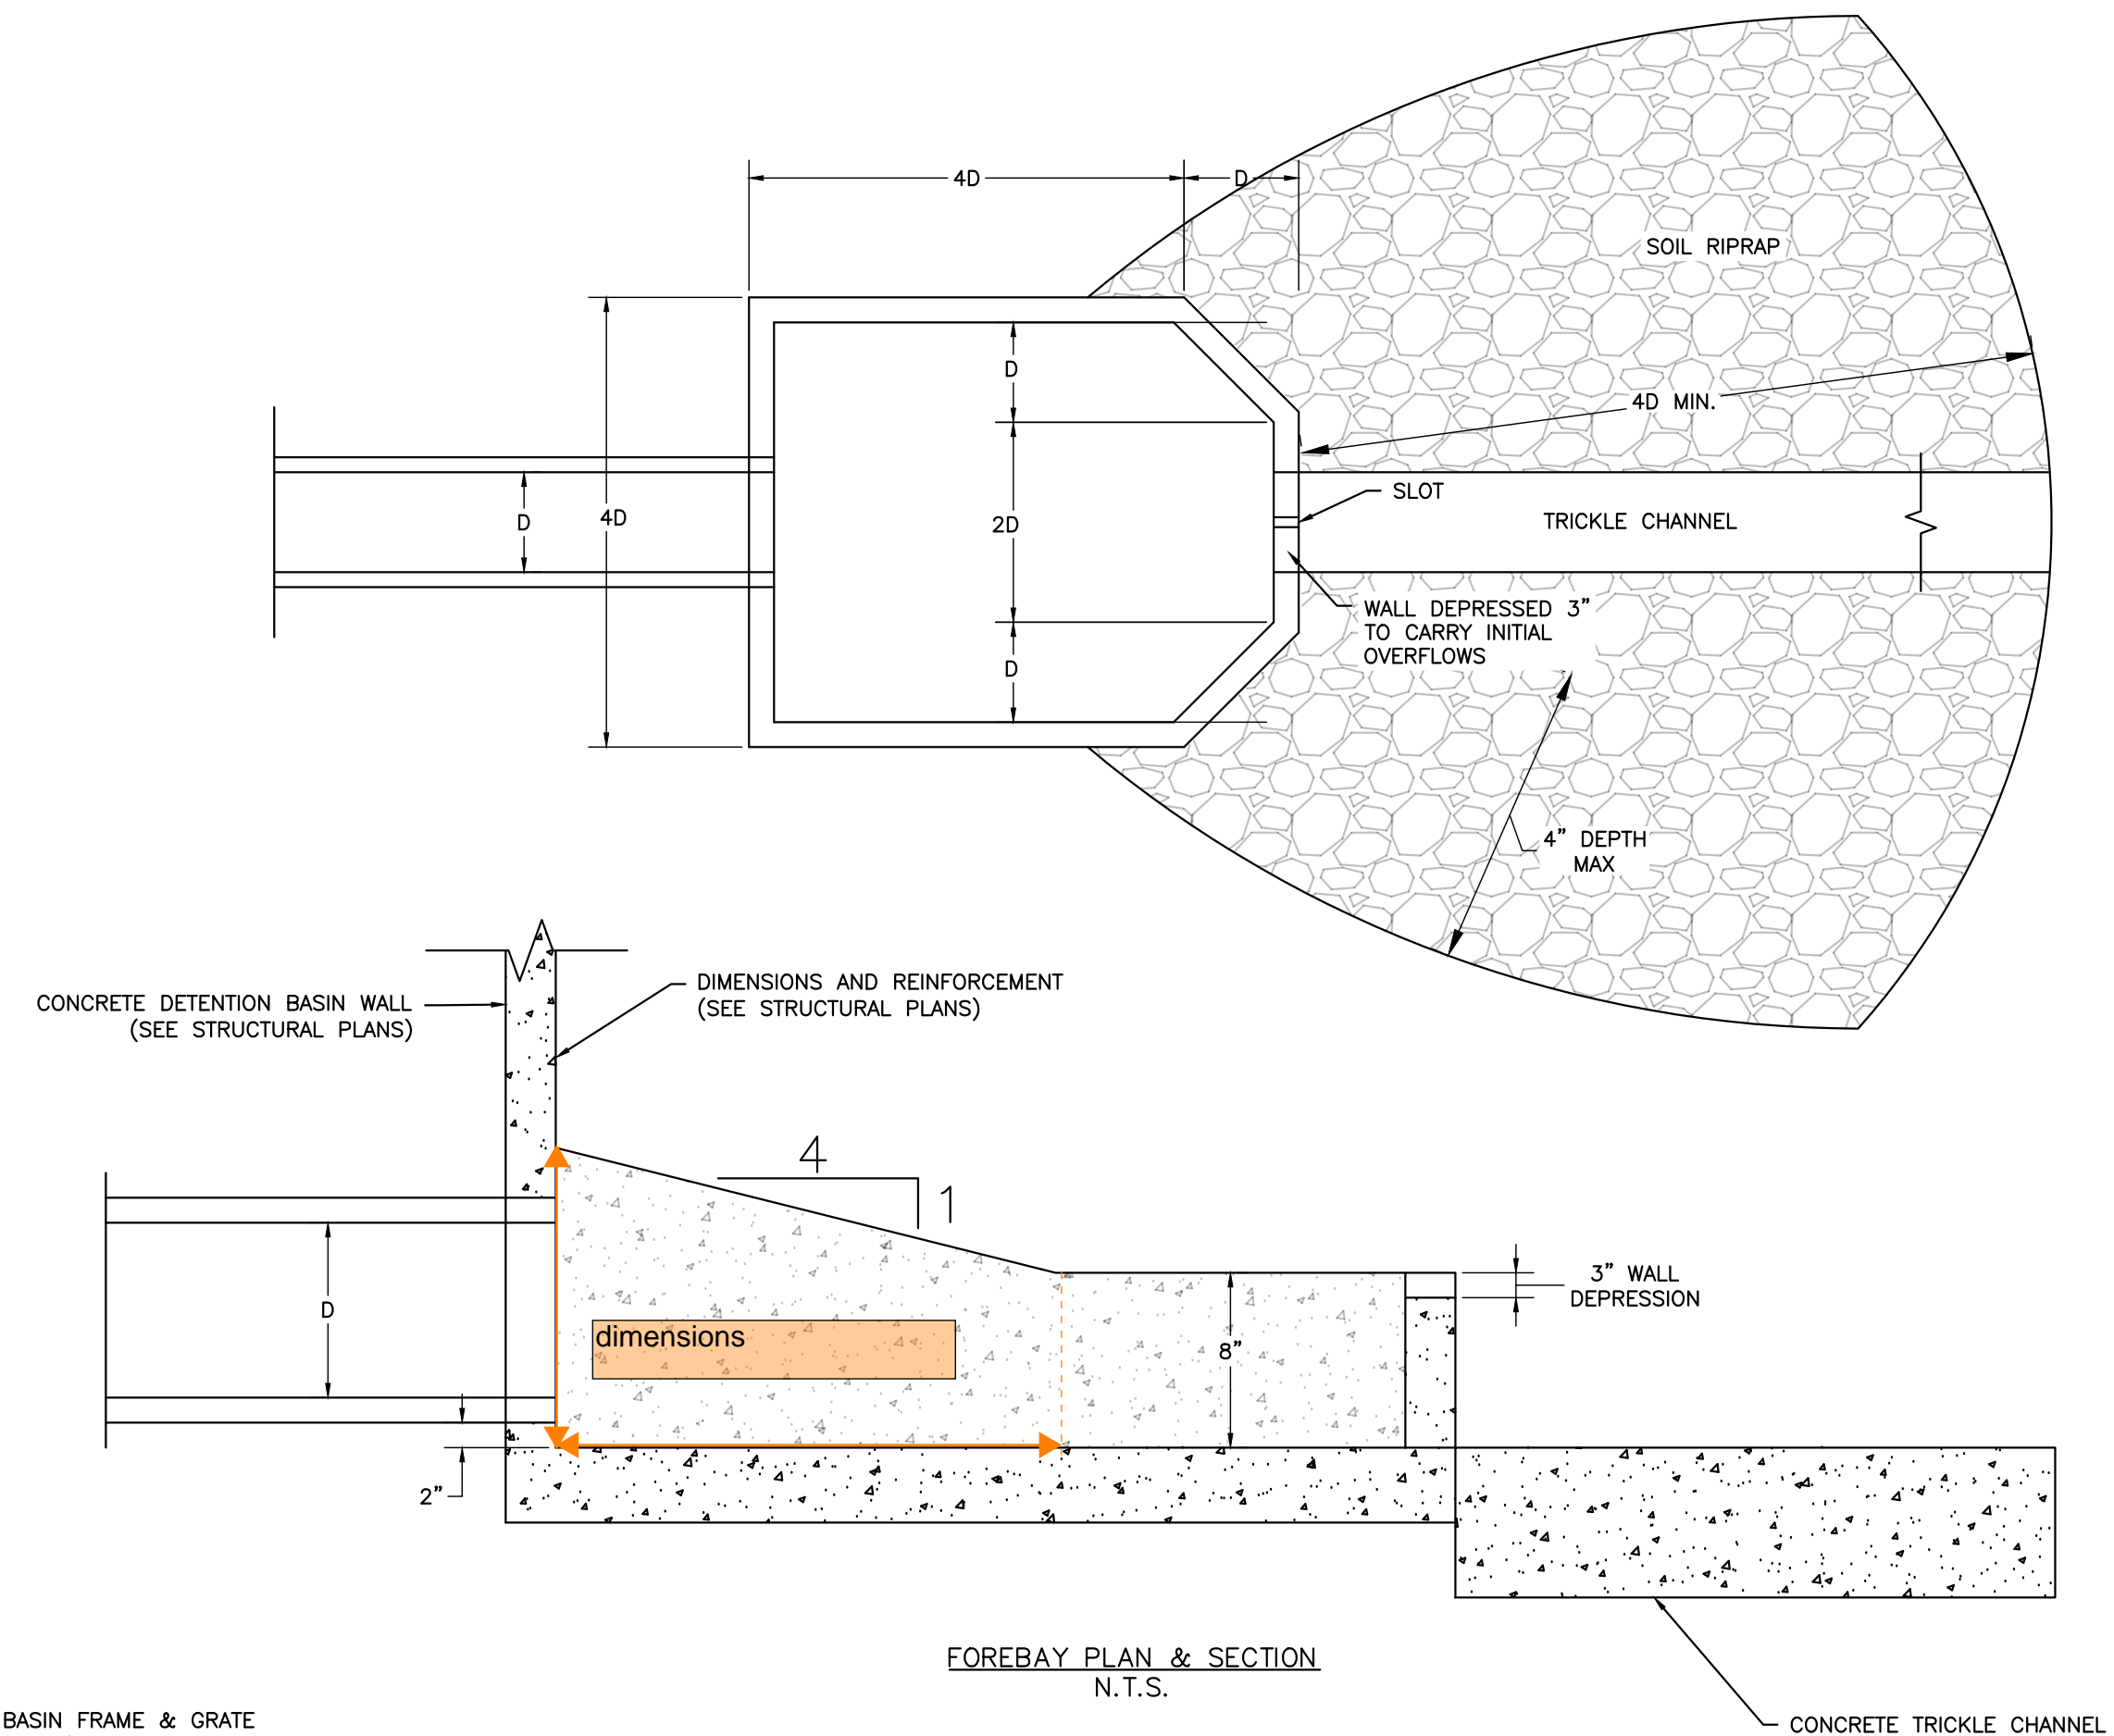 4D
D
SOIL RIPRAP
D
4D MIN.
SLOT
D
4D
2D
TRICKLE CHANNEL
WALL DEPRESSED 3”
TO CARRY INITIAL
OVERFLOWS
D
4” DEPTH
MAX
CONCRETE DETENTION BASIN WALL
(SEE STRUCTURAL PLANS)
DIMENSIONS AND REINFORCEMENT
(SEE STRUCTURAL PLANS)
4
1
3” WALL
DEPRESSION
D
dimensions
8”
2”
FOREBAY PLAN & SECTION
N.T.S.
BASIN FRAME & GRATE
CONCRETE TRICKLE CHANNEL